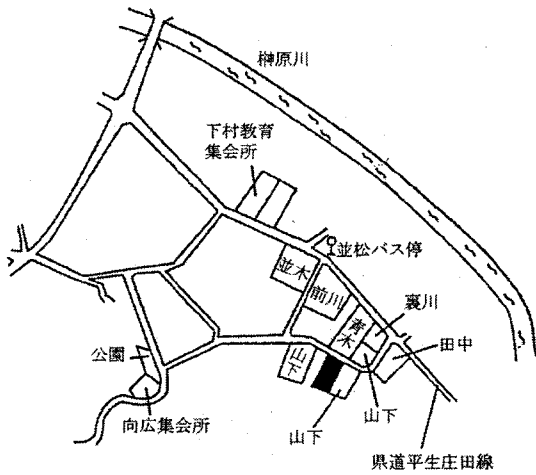 榊原川
下村教育
集会所
並松バス停
並木
前川
裏川
青木
田中
公園
山下
山下
向広集会所
山下
県道平生庄田線